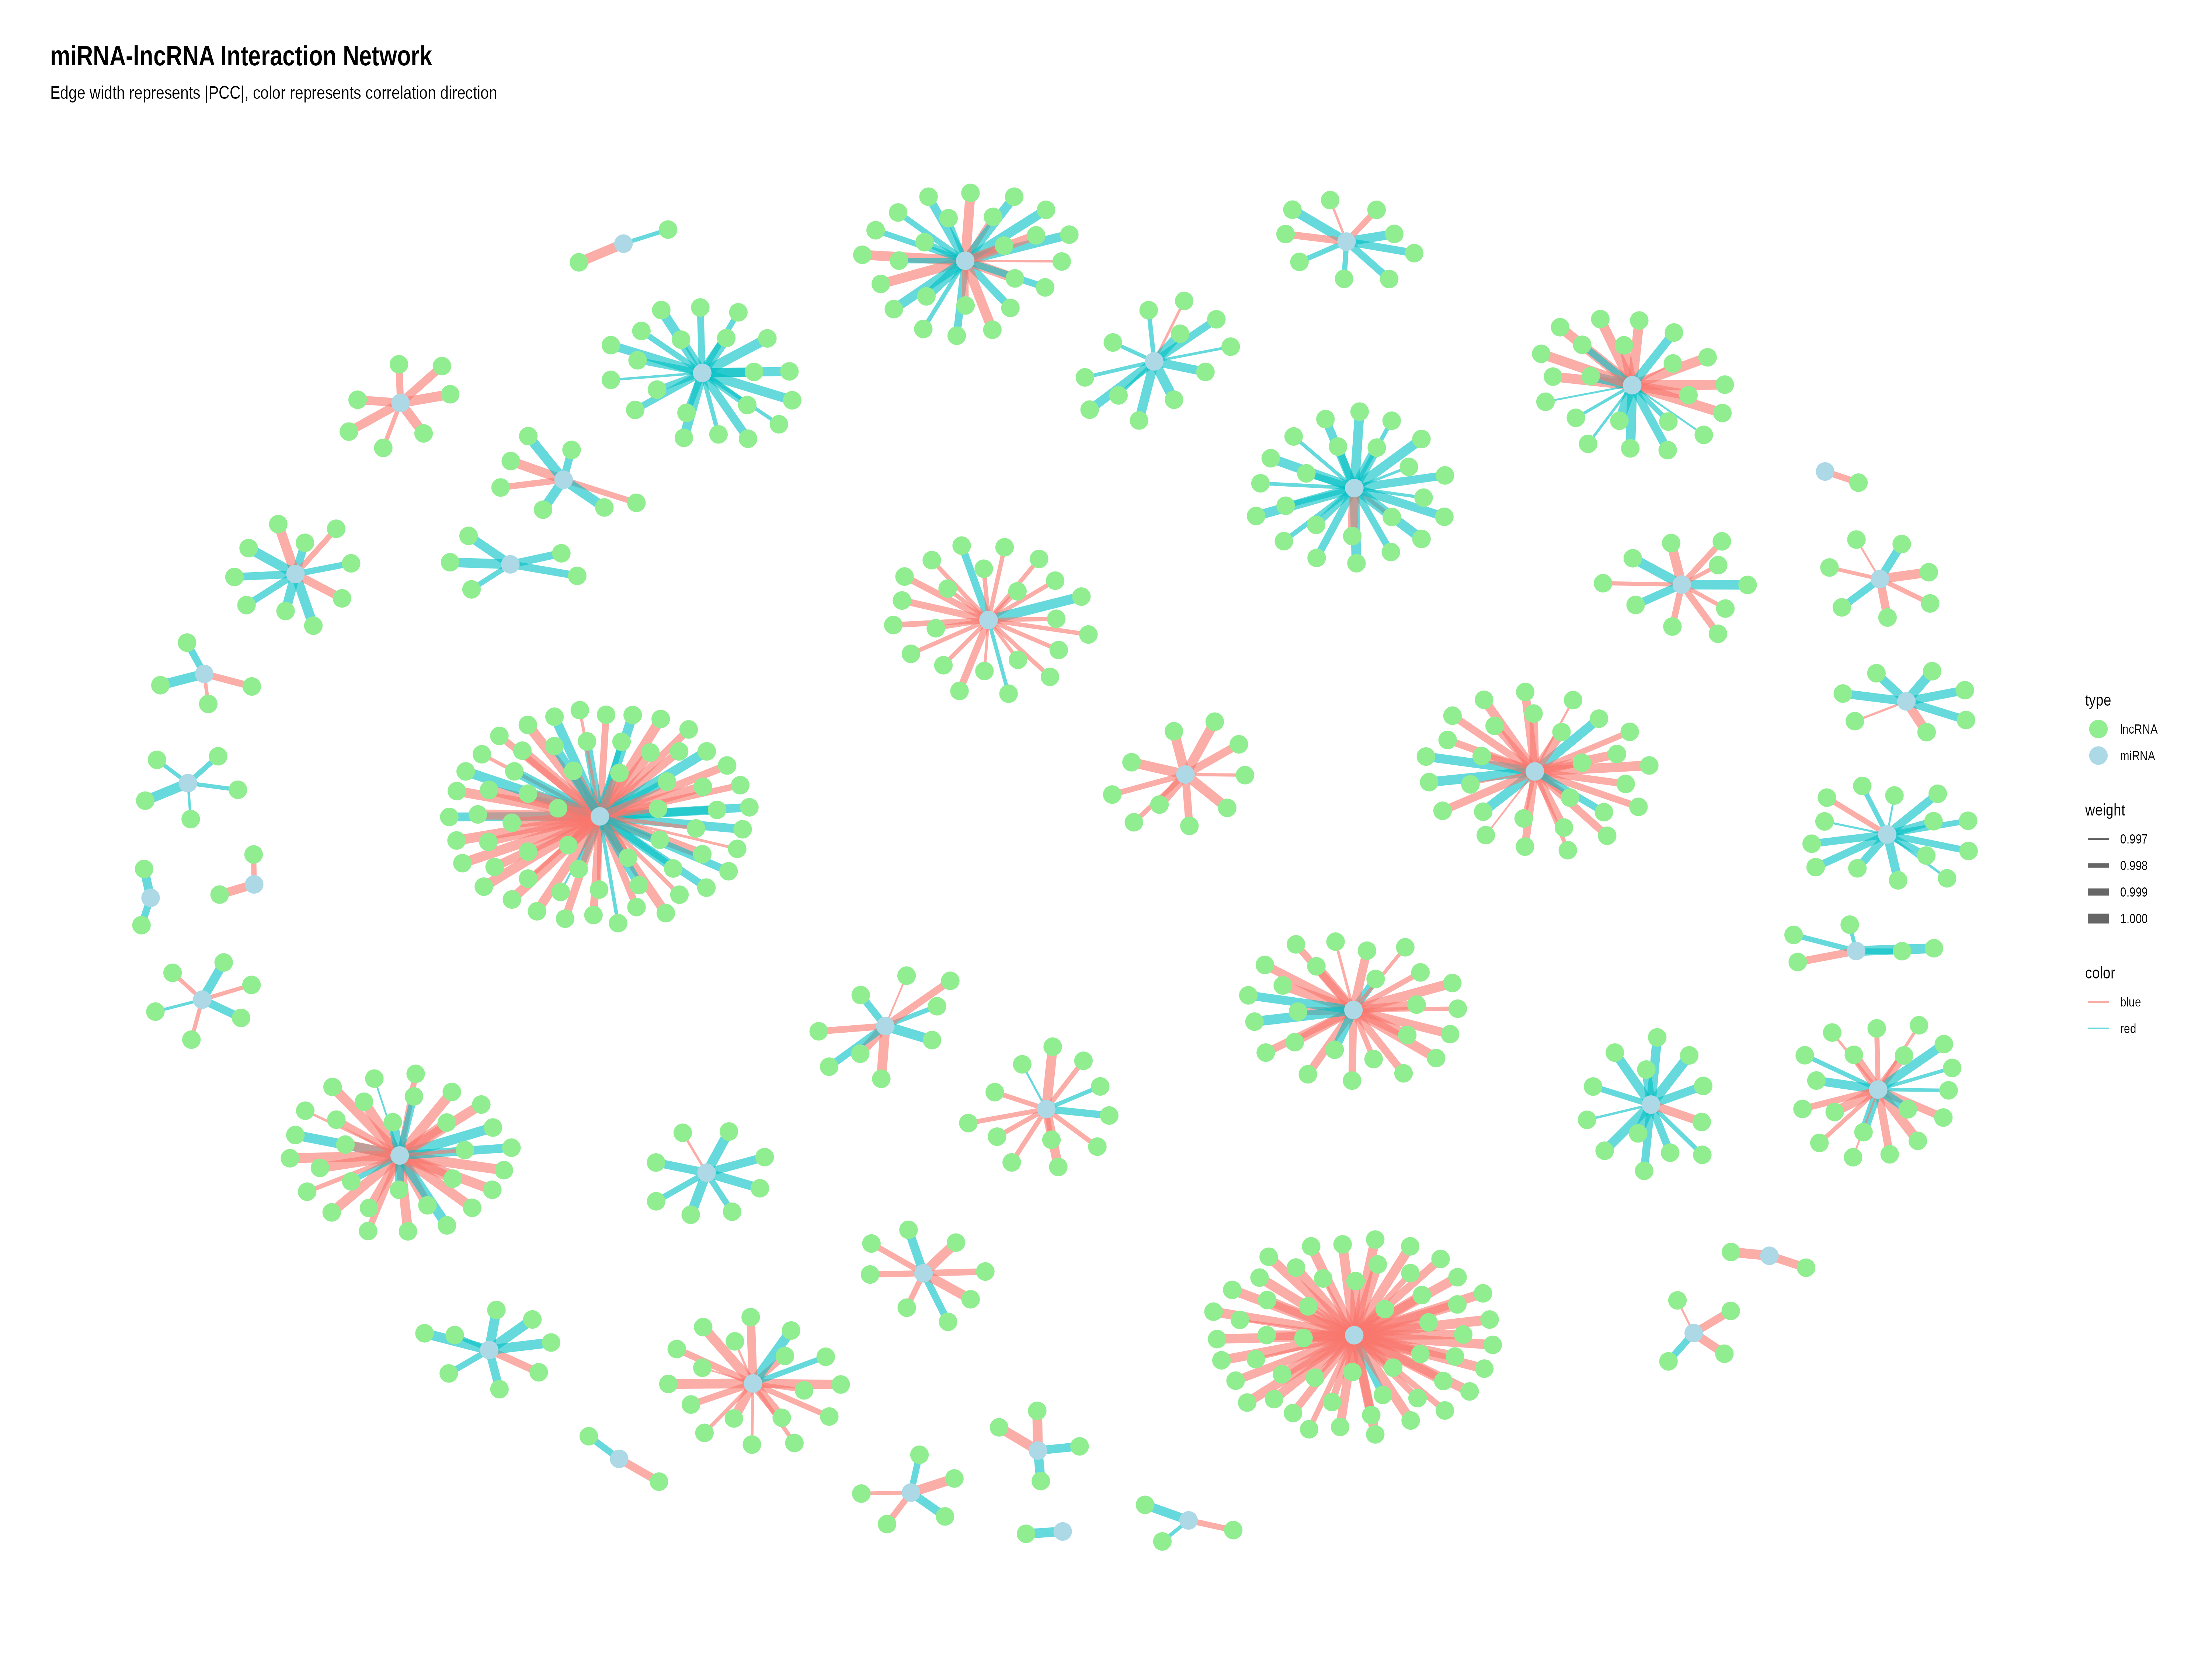 miRNA-lncRNA Interaction Network
Edge width represents |PCC|, color represents correlation direction
type
lncRNA
miRNA
weight
0.997
0.998
0.999
1.000
color
blue
red